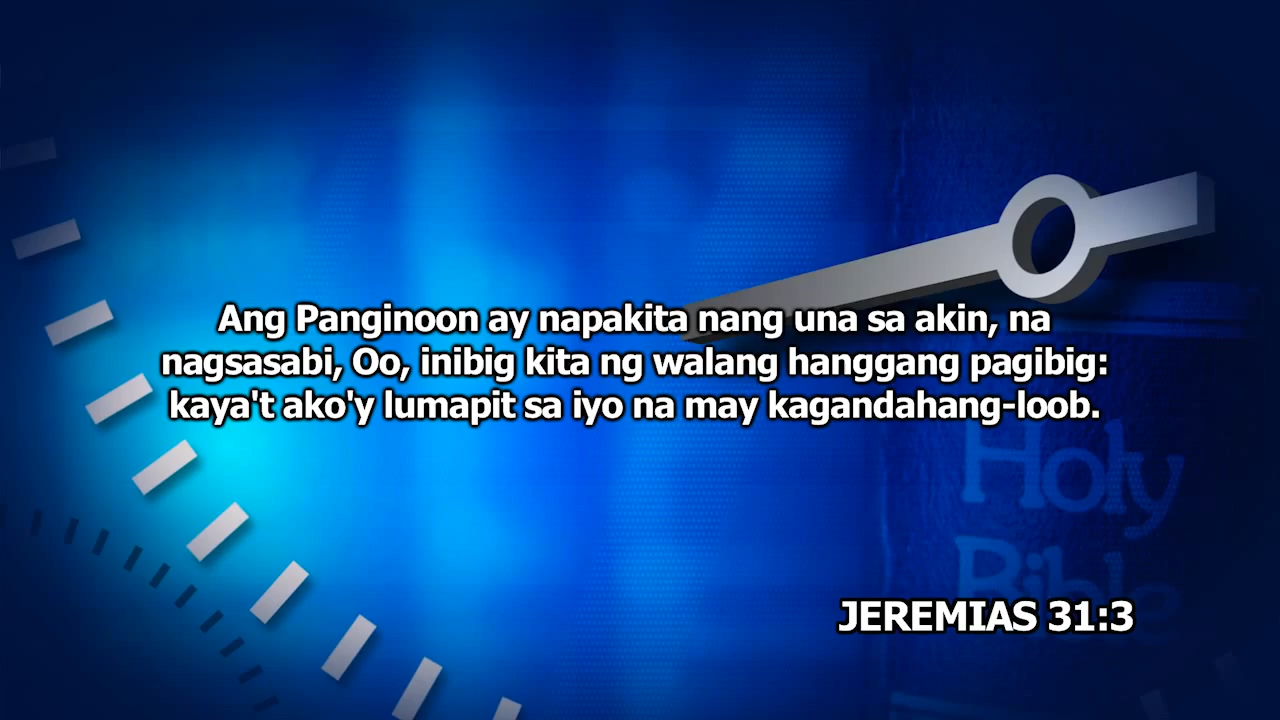 Ang Panginoon ay napakita nang una sa akin, na
nagsasabi, Oo, inibig kita ng walang hanggang pagibig:
kaya't ako'y lumapit sa iyo na may kagandahang-loob.
Holy
Bible
JEREMIAS 31:3